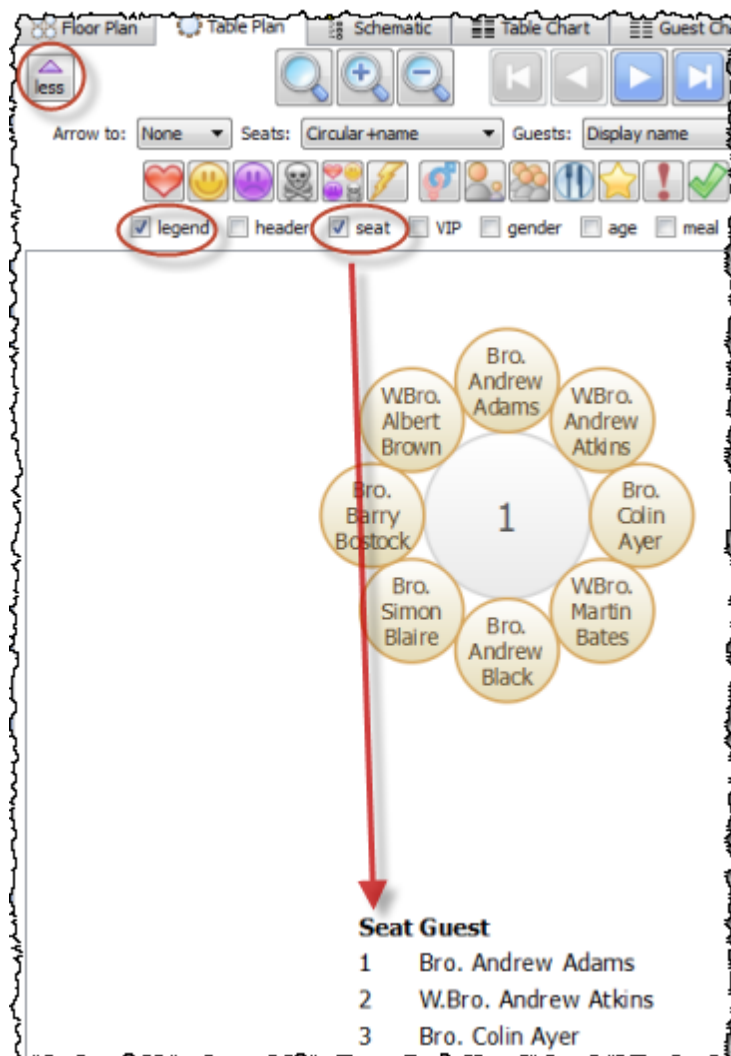 Floor Plan Table Plan Schematic Table Chart Guest
less
Arrow to: None Seats: Circular+name Guests: Display name
legend header seat VIP gender age meal
Bro.
Andrew
Adams
W.Bro.
Andrew
Atkins
Bro.
Colin
Ayer
W.Bro.
Martin
Bates
Bro.
Andrew
Black
Bro.
Simon
Blaire
Bro.
Barry
Bostock
W.Bro.
Albert
Brown
1
Seat Guest
1 Bro. Andrew Adams
2 W.Bro. Andrew Atkins
3 Bro. Colin Ayer